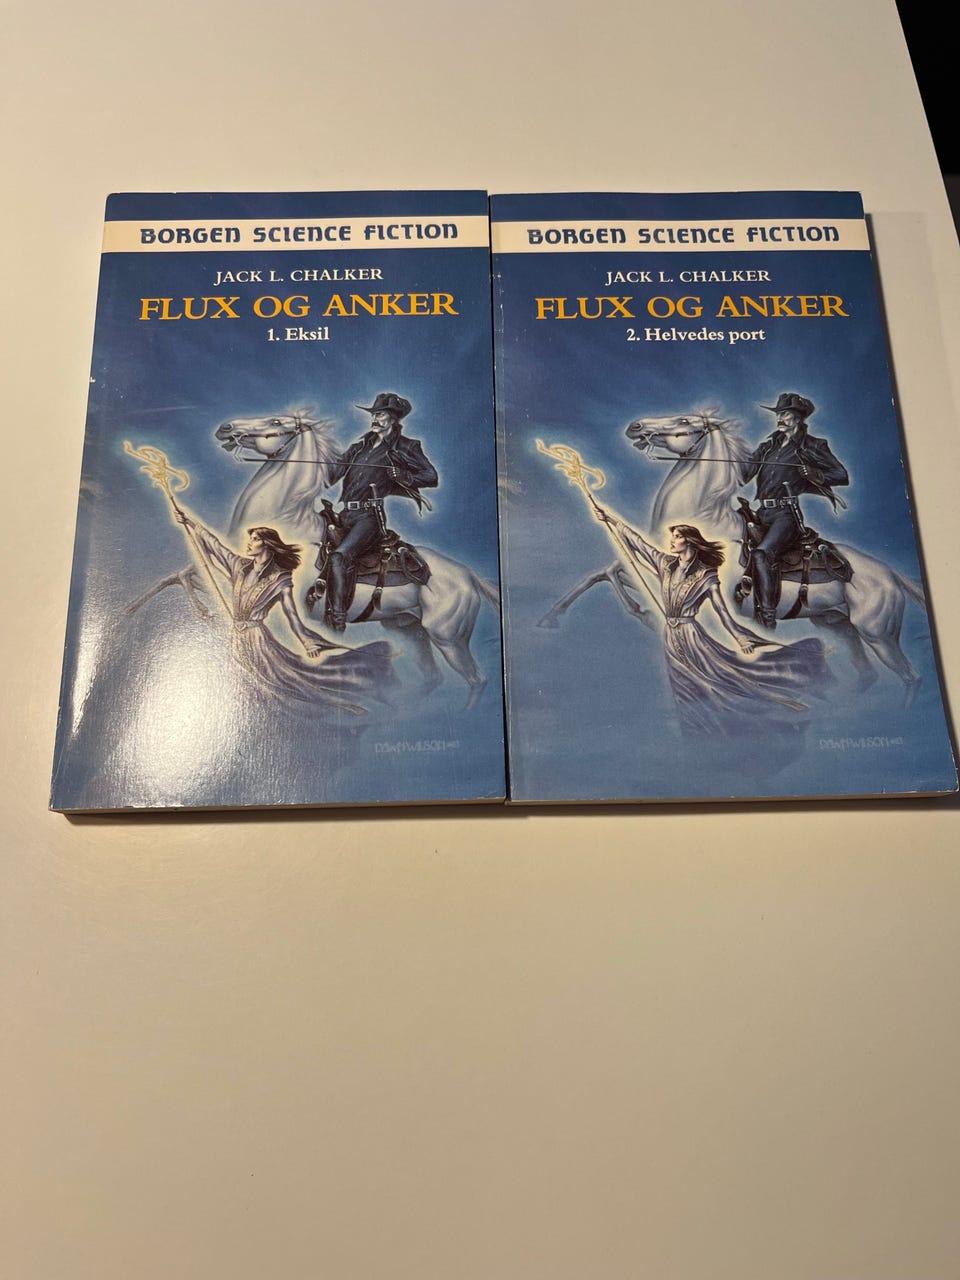 BORGEN SCIENCE FICTION
JACK L. CHALKER
FLUX OG ANKER
1. Eksil
BORGEN SCIENCE FICTION
JACK L. CHALKER
FLUX OG ANKER
2. Helvedes port